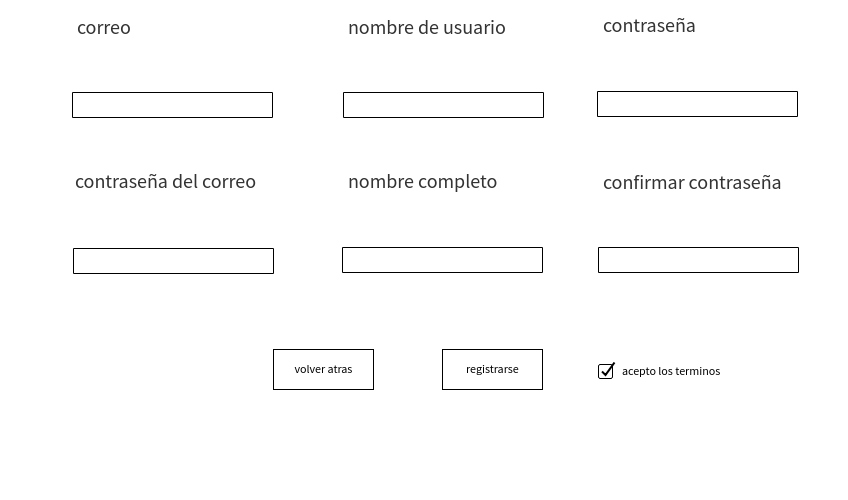 correo
nombre de usuario
contraseña
contraseña del correo
nombre completo
confirmar contraseña
volver atras
registrarse
acepto los terminos